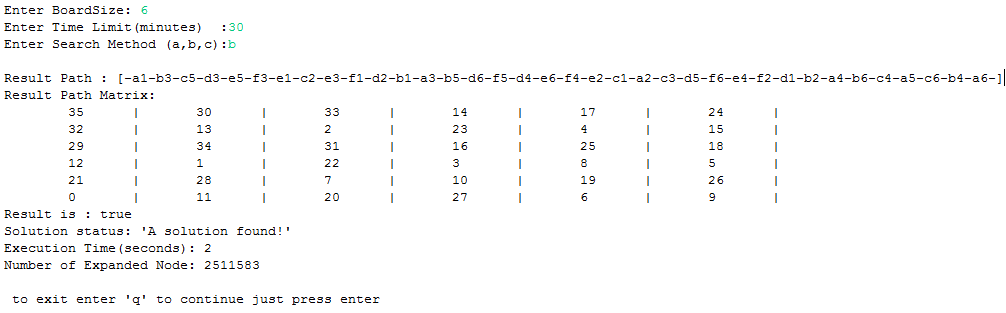 Enter BoardSize: 6
Enter Time Limit(minutes)  :30
Enter Search Method (a,b,c):b
Result Path : [-a1-b3-c5-d3-e5-f3-e1-c2-e3-f1-d2-b1-a3-b5-d6-f5-d4-e6-f4-e2-c1-a2-c3-d5-f6-e4-f2-d1-b2-a4-b6-c4-a5-c6-b4-a6-]
Result Path Matrix:
35 | 30 | 33 | 14 | 17 | 24 |
32 | 13 | 2 | 23 | 4 | 15 |
29 | 34 | 31 | 16 | 25 | 18 |
12 | 1 | 22 | 3 | 8 | 5 |
21 | 28 | 7 | 10 | 19 | 26 |
0 | 11 | 20 | 27 | 6 | 9 |
Result is : true
Solution status: 'A solution found!'
Execution Time(seconds): 2
Number of Expanded Node: 2511583
to exit enter 'q' to continue just press enter